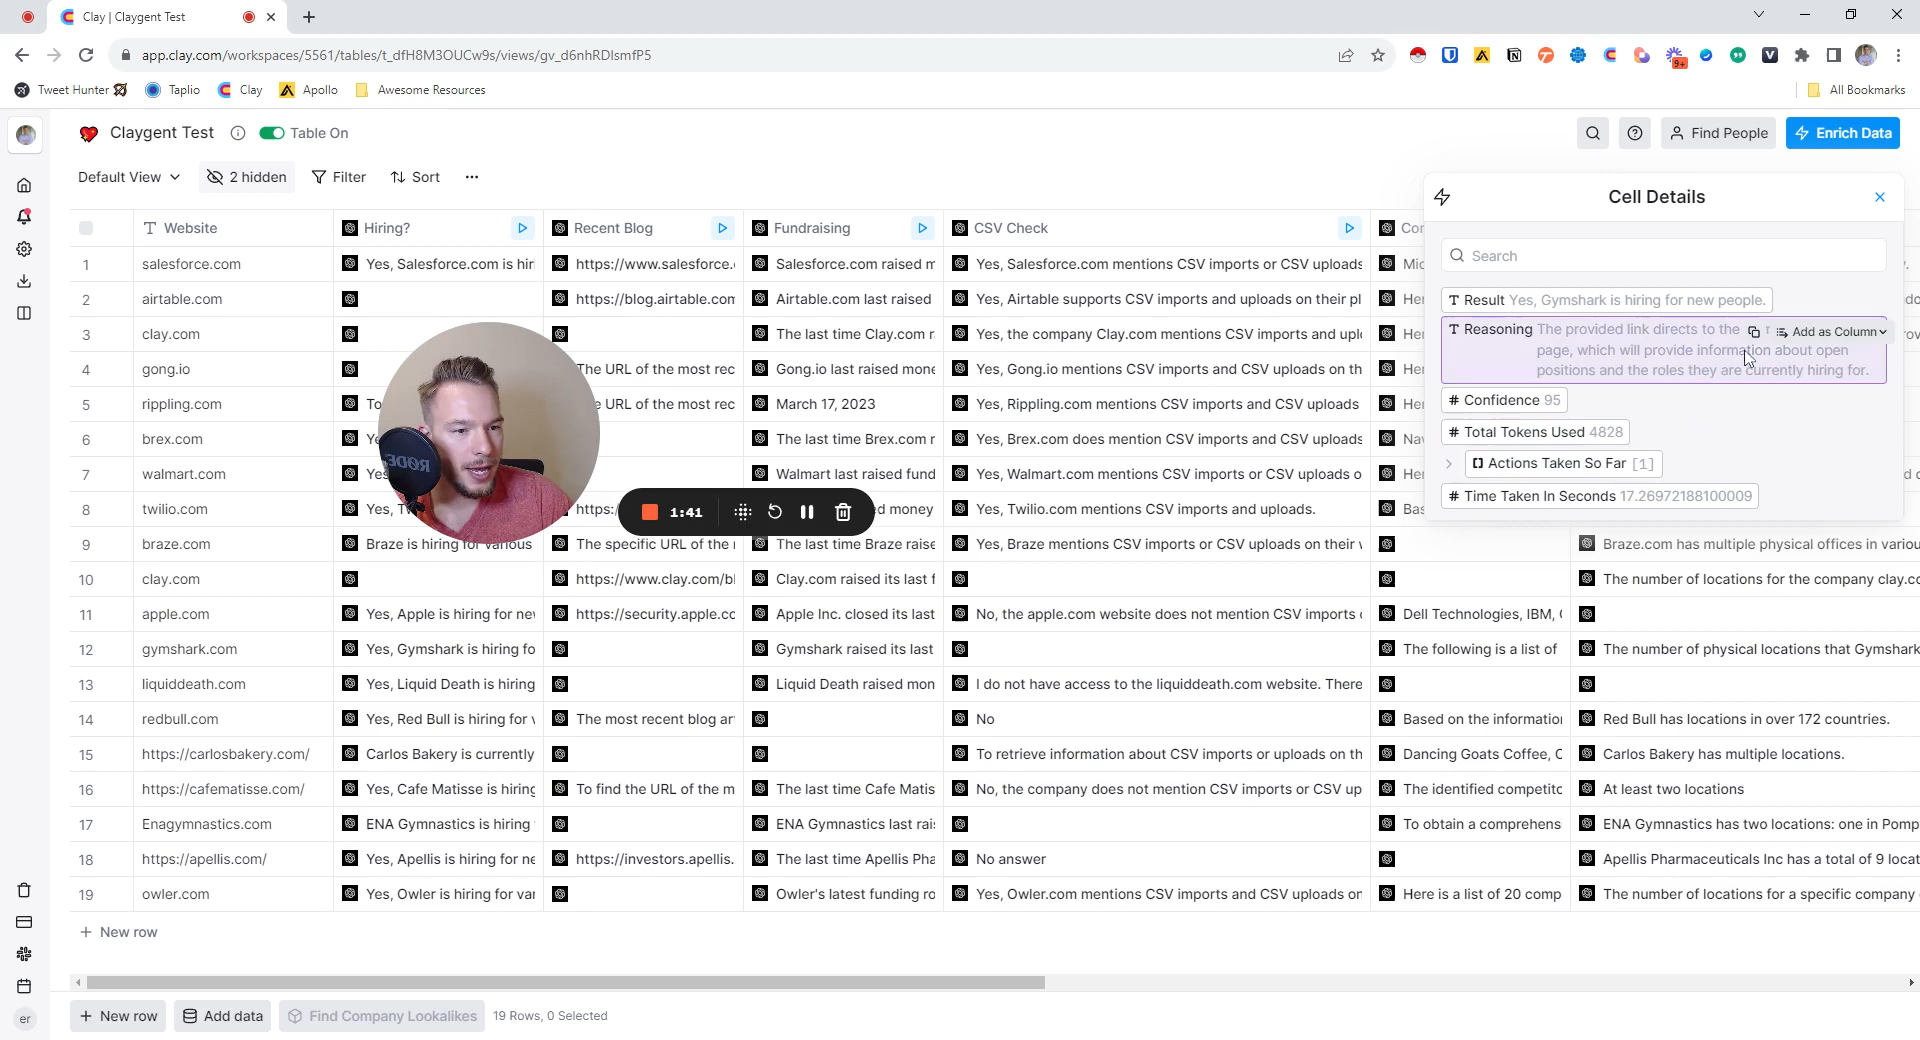 Clay | Claygent Test
app.clay.com/workspaces/5561/tables/t_dfH8M3OUCw9s/views/gv_d6nhRDIsmfP5
9+
Tweet Hunter
Taplio
Clay
Apollo
Awesome Resources
All Bookmarks
Claygent Test
Table On
Find People
Enrich Data
Default View
2 hidden
Filter
Sort
Website
Hiring?
Recent Blog
Fundraising
CSV Check
1 salesforce.com Yes, Salesforce.com is hir https://www.salesforce. Salesforce.com raised m Yes, Salesforce.com mentions CSV imports or CSV uploads
2 airtable.com https://blog.airtable.com Airtable.com last raised Yes, Airtable supports CSV imports and uploads on their pl
3 clay.com The last time Clay.com r Yes, the company Clay.com mentions CSV imports and upl
4 gong.io The URL of the most rec Gong.io last raised mone Yes, Gong.io mentions CSV imports and CSV uploads on th
5 rippling.com To e URL of the most rec March 17, 2023 Yes, Rippling.com mentions CSV imports and CSV uploads
6 brex.com Ye The last time Brex.com r Yes, Brex.com does mention CSV imports and CSV uploads
7 walmart.com Yes Walmart last raised fund Yes, Walmart.com mentions CSV imports or CSV uploads o
8 twilio.com Yes, Tw https: ed money Yes, Twilio.com mentions CSV imports and uploads. Bas
9 braze.com Braze is hiring for various The specific URL of the The last time Braze raise Yes, Braze mentions CSV imports or CSV uploads on their Braze.com has multiple physical offices in variou
10 clay.com https://www.clay.com/bl Clay.com raised its last f The number of locations for the company clay.co
11 apple.com Yes, Apple is hiring for nev https://security.apple.cc Apple Inc. closed its last No, the apple.com website does not mention CSV imports Dell Technologies, IBM,
12 gymshark.com Yes, Gymshark is hiring fo Gymshark raised its last The following is a list of The number of physical locations that Gymshark
13 liquiddeath.com Yes, Liquid Death is hiring Liquid Death raised mon I do not have access to the liquiddeath.com website. There
14 redbull.com Yes, Red Bull is hiring for v The most recent blog ar No Based on the information Red Bull has locations in over 172 countries.
15 https://carlosbakery.com/ Carlos Bakery is currently To retrieve information about CSV imports or uploads on th Dancing Goats Coffee, C Carlos Bakery has multiple locations.
16 https://cafematisse.com/ Yes, Cafe Matisse is hiring To find the URL of the m The last time Cafe Matis No, the company does not mention CSV imports or CSV up The identified competitc At least two locations
17 Enagymnastics.com ENA Gymnastics is hiring ENA Gymnastics last rai To obtain a comprehens ENA Gymnastics has two locations: one in Pomp
18 https://apellis.com/ Yes, Apellis is hiring for ne https://investors.apellis. The last time Apellis Pha No answer Apellis Pharmaceuticals Inc has a total of 9 locat
19 owler.com Yes, Owler is hiring for var Owler's latest funding ro Yes, Owler.com mentions CSV imports and CSV uploads on Here is a list of 20 comp The number of locations for a specific company
RØDE
1:41
Cell Details
Search
Result Yes, Gymshark is hiring for new people.
Reasoning The provided link directs to the Add as Column
page, which will provide information about open
positions and the roles they are currently hiring for.
# Confidence 95
# Total Tokens Used 4828
Actions Taken So Far [1]
# Time Taken In Seconds 17.26972188100009
+ New row
+ New row
Add data
Find Company Lookalikes
19 Rows, 0 Selected
er